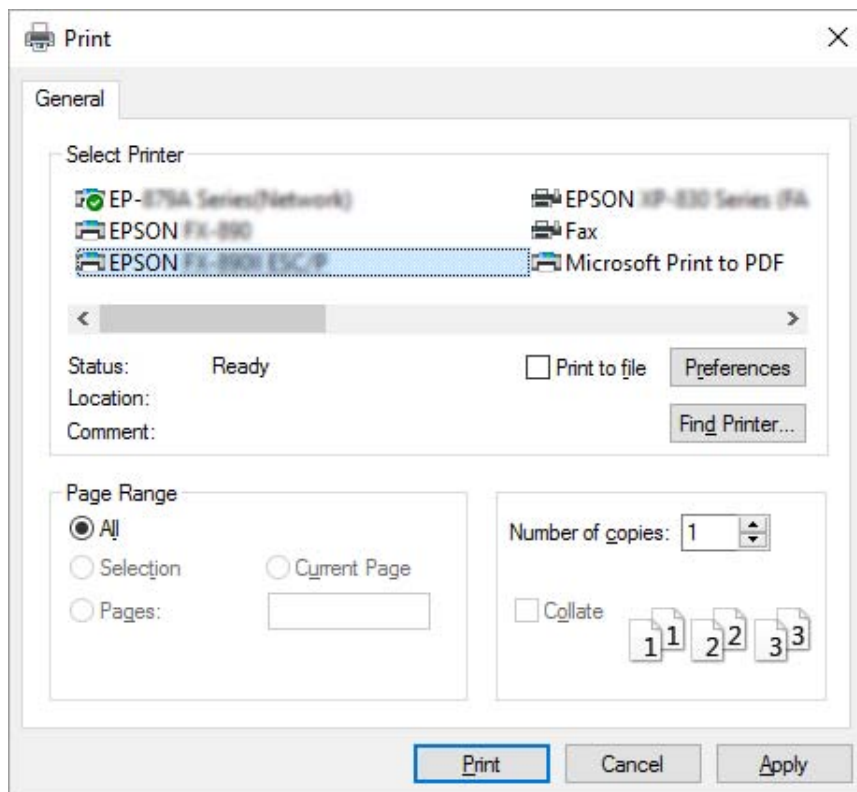 Print
General
Select Printer
EP-
EPSON
EPSON
EPSON
Fax
Microsoft Print to PDF
Status: Ready
Location:
Comment:
Print to file
Preferences
Find Printer...
Page Range
All
Selection
Current Page
Pages:
Number of copies: 1
Collate
1 1 2 2 3 3
Print
Cancel
Apply